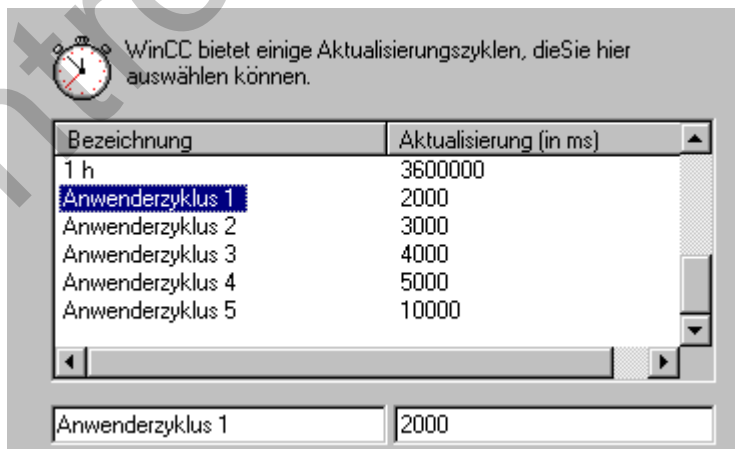 WinCC bietet einige Aktualisierungszyklen, dieSie hier
auswählen können.
Bezeichnung Aktualisierung (in ms)
1 h 3600000
Anwenderzyklus 1 2000
Anwenderzyklus 2 3000
Anwenderzyklus 3 4000
Anwenderzyklus 4 5000
Anwenderzyklus 5 10000
Anwenderzyklus 1 2000